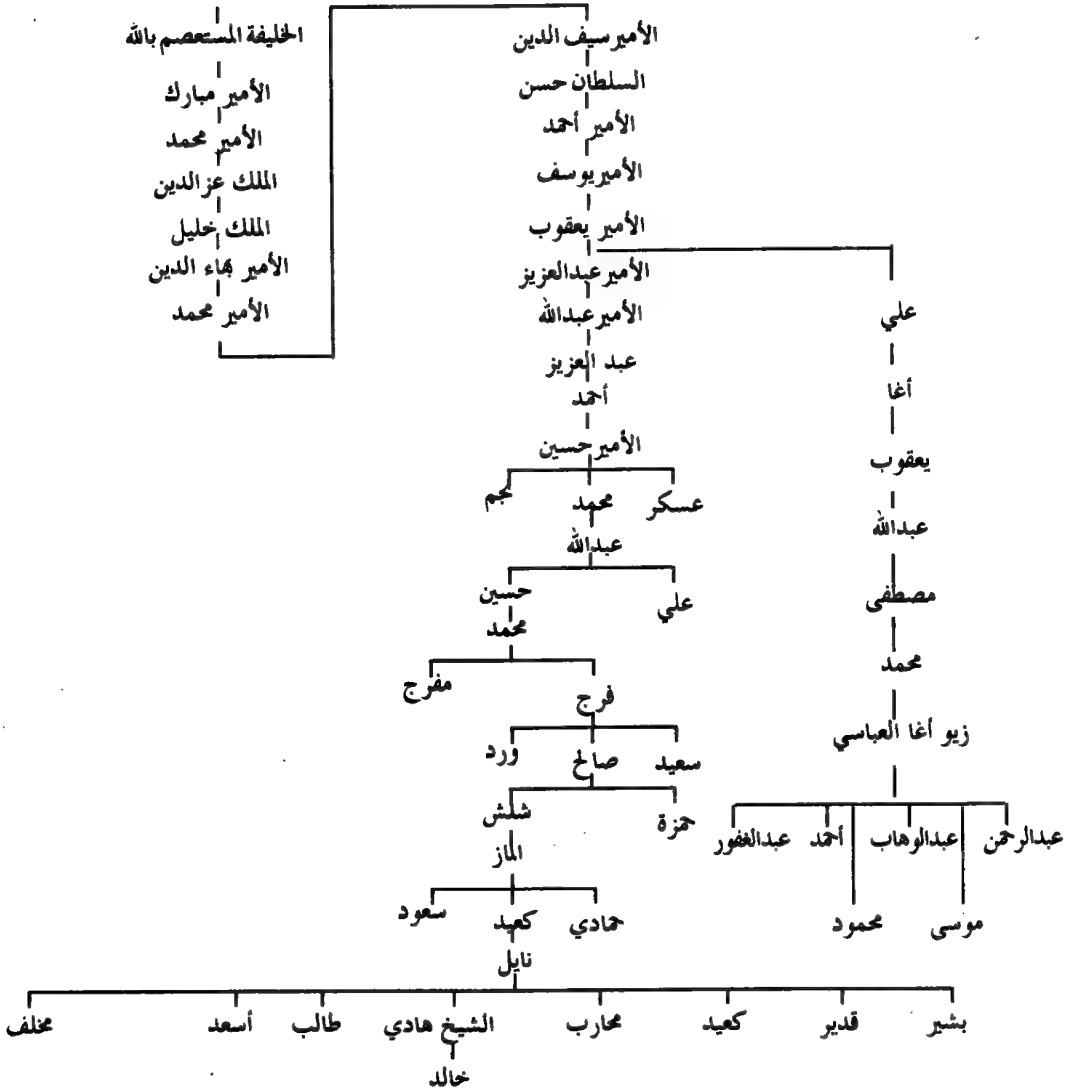 الخليفة المستعصم بالله
الأمير مبارك
الأمير محمد
الملك عز الدين
الملك خليل
الأمير بهاء الدين
الأمير محمد
الأمير سيف الدين
السلطان حسن
الأمير أحمد
الأمير يوسف
الأمير يعقوب
الأمير عبدالعزيز
الأمير عبدالله
عبد العزيز
أحمد
الأمير حسين
عسكر محمد نجم
عبدالله
علي حسين
محمد
فرج مفرج
سعيد صالح ورد
حمزة شلش
الماز
حمادي كعيد سعود
نايل
بشير قدير كعيد محارب الشيخ هادي طالب أسعد مخلف
خالد
علي
أغا
يعقوب
عبدالله
مصطفى
محمد
زيو أغا العباسي
عبدالرحمن عبدالوهاب أحمد عبدالغفور
موسى محمود